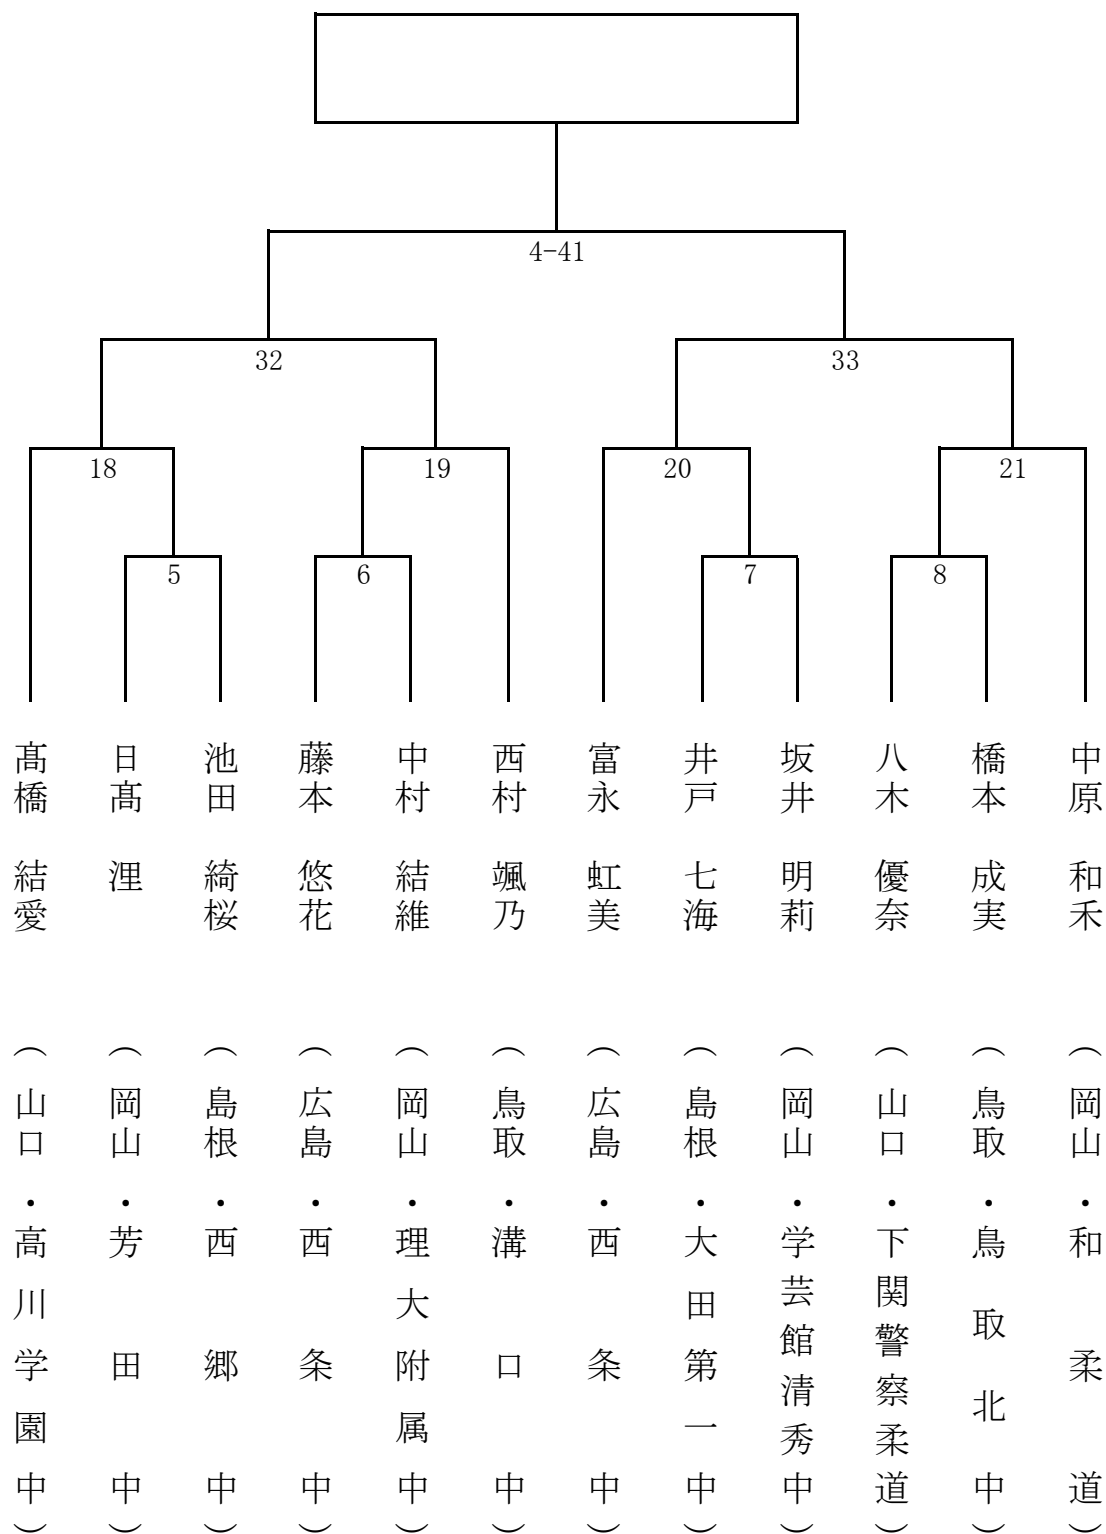 4-41
32
33
18
19
20
21
5
6
7
8
髙橋 結愛 (山口・高川学園中)
日髙 浬 (岡山・芳田中)
池田 綺桜 (島根・西郷中)
藤本 悠花 (広島・西条中)
中村 結維 (岡山・理大附属中)
西村 颯乃 (鳥取・溝口中)
富永 虹美 (広島・西条中)
井戸 七海 (島根・大田第一中)
坂井 明莉 (岡山・学芸館清秀中)
八木 優奈 (山口・下関警察柔道)
橋本 成実 (鳥取・鳥取北中)
中原 和禾 (岡山・和柔道)